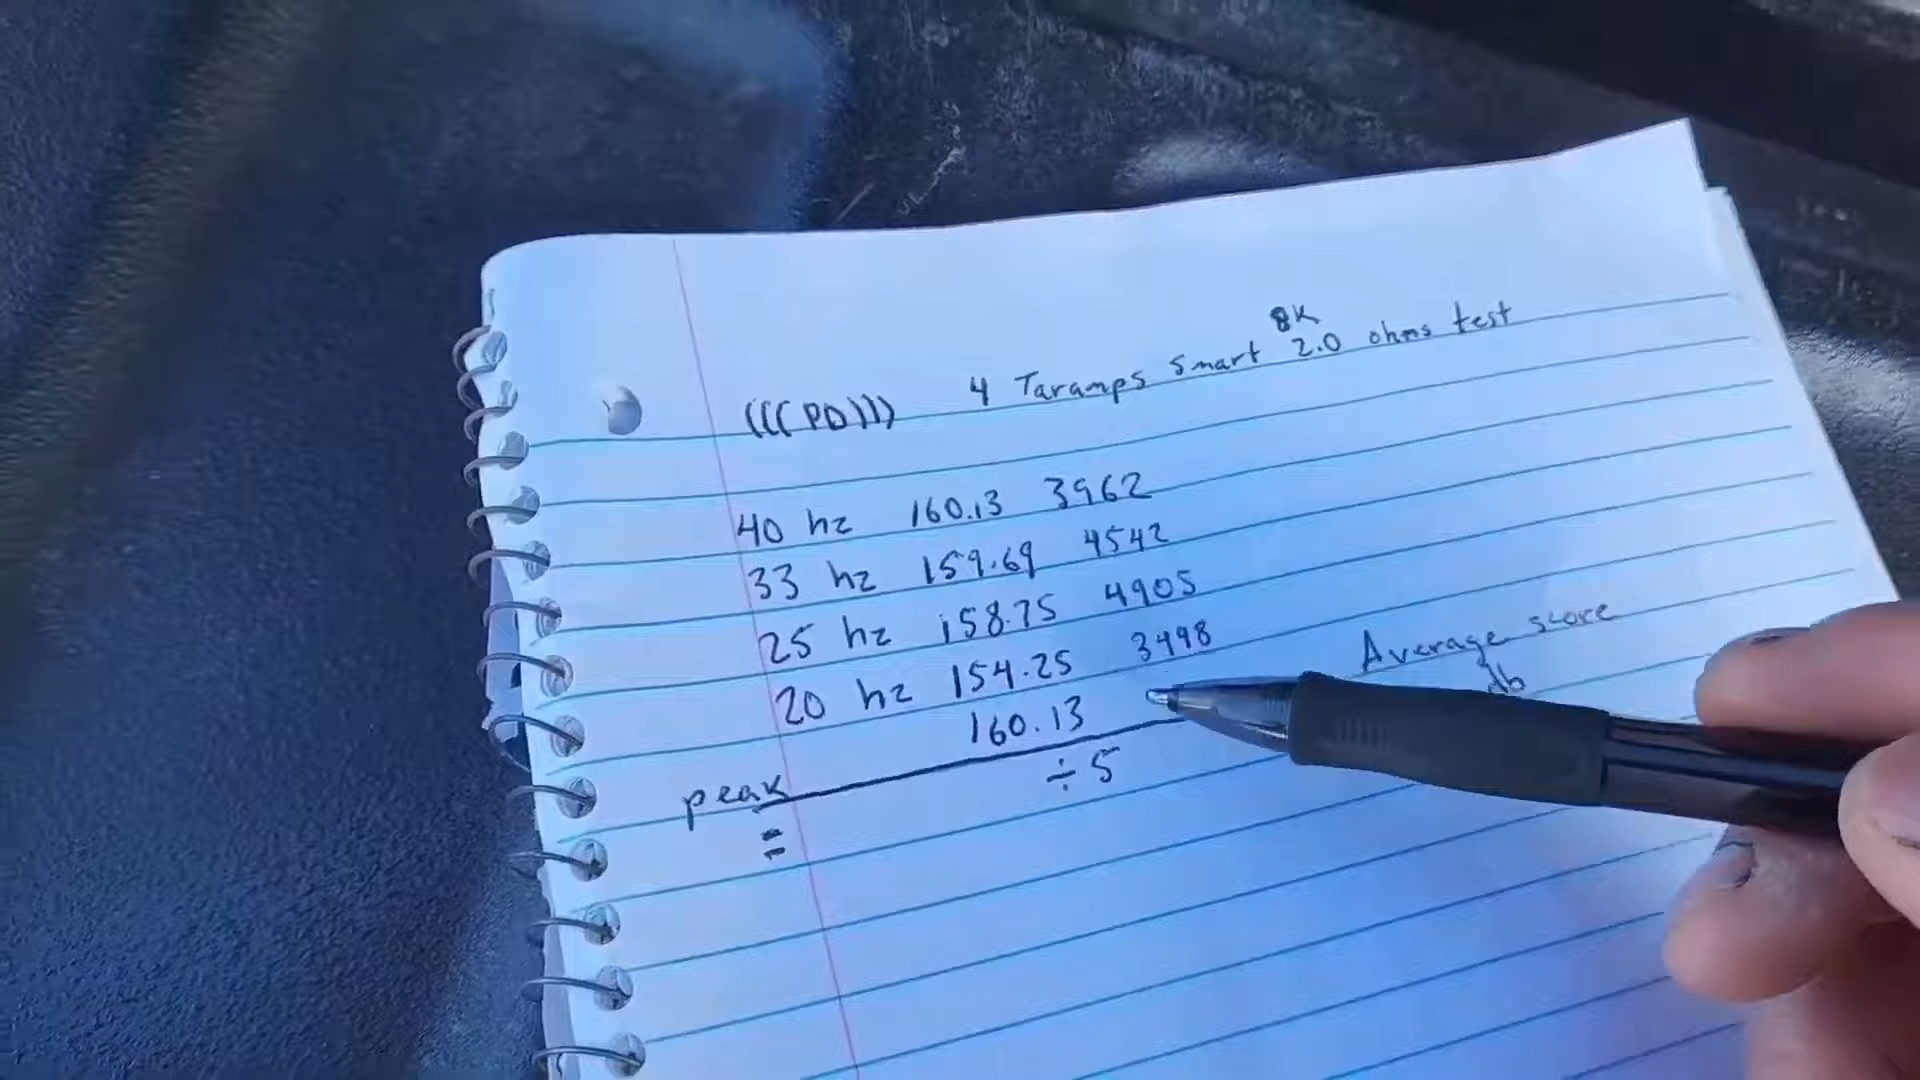 8K
(((PD))) 4 Taramps Smart 2.0 ohms test
40 hz 160.13 3962
33 hz 159.69 4542
25 hz 158.75 4905
20 hz 154.25 3498
160.13
peak ÷ 5
=
Average score
db